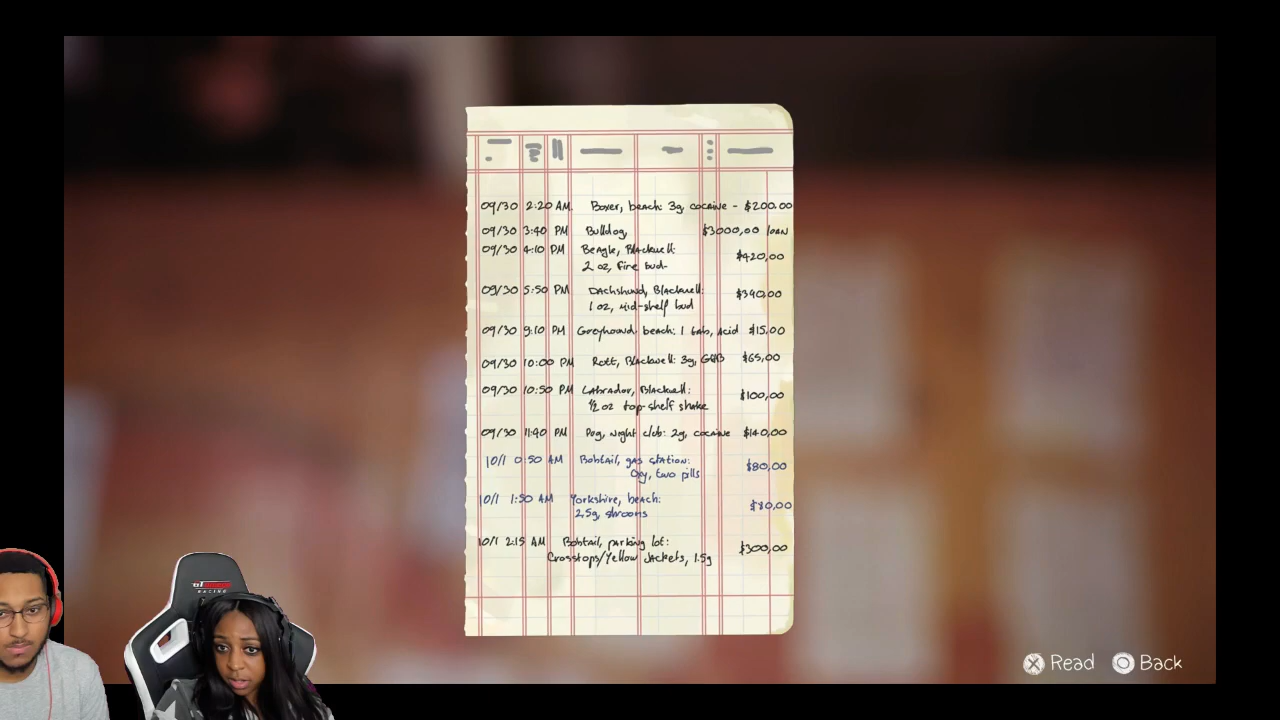 09/30 2:20 AM. Boxer, beach: 3g, cocaine - $200.00
09/30 3:40 PM Bulldog, $3000,00 loan
09/30 4:10 PM Beagle, Blackwell: $420,00
2 oz, fire bud-
09/30 5:50 PM Dachshund, Blackwell: $340,00
1 oz, mid-shelf bud
09/30 9:10 PM Greyhound beach: 1 tab, acid $15,00
09/30 10:00 PM Rott, Blackwell: 3g, GHB $65,00
09/30 10:50 PM Labrador, Blackwell: $100,00
1/2 oz top-shelf shake
09/30 11:40 PM Pog, night club: 2g, cocaine $140,00
10/1 0:50 AM Bobtail, gas station: $80,00
Oxy, two pills
10/1 1:50 AM Yorkshire, beach: $80,00
2,5g, shrooms
10/1 2:15 AM Bobtail, parking lot: $300,00
Crosstops/Yellow Jackets, 1.5g
Read Back
RACING